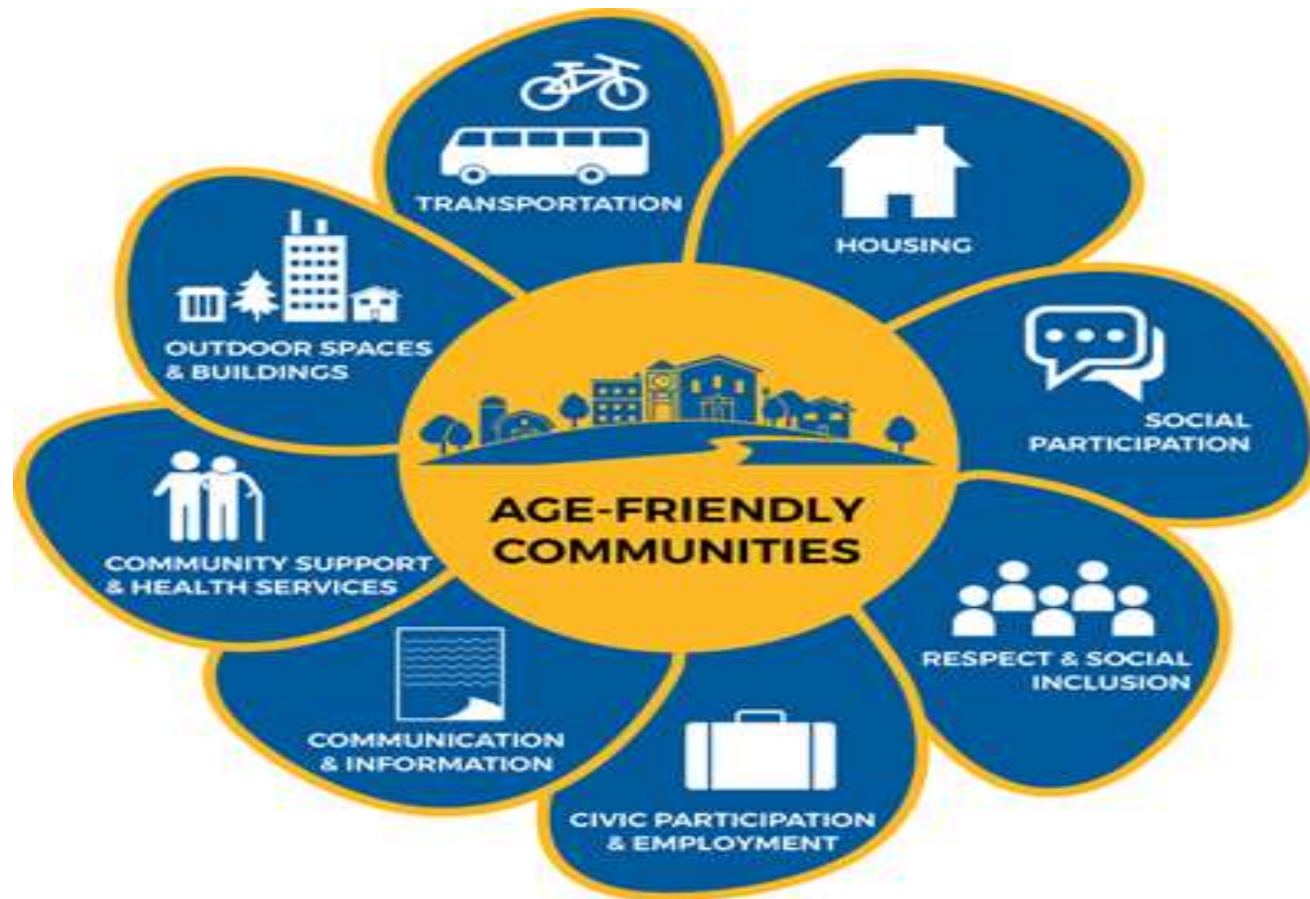 TRANSPORTATION
HOUSING
SOCIAL
PARTICIPATION
RESPECT & SOCIAL
INCLUSION
CIVIC PARTICIPATION
& EMPLOYMENT
COMMUNICATION
& INFORMATION
COMMUNITY SUPPORT
& HEALTH SERVICES
OUTDOOR SPACES
& BUILDINGS
AGE-FRIENDLY
COMMUNITIES